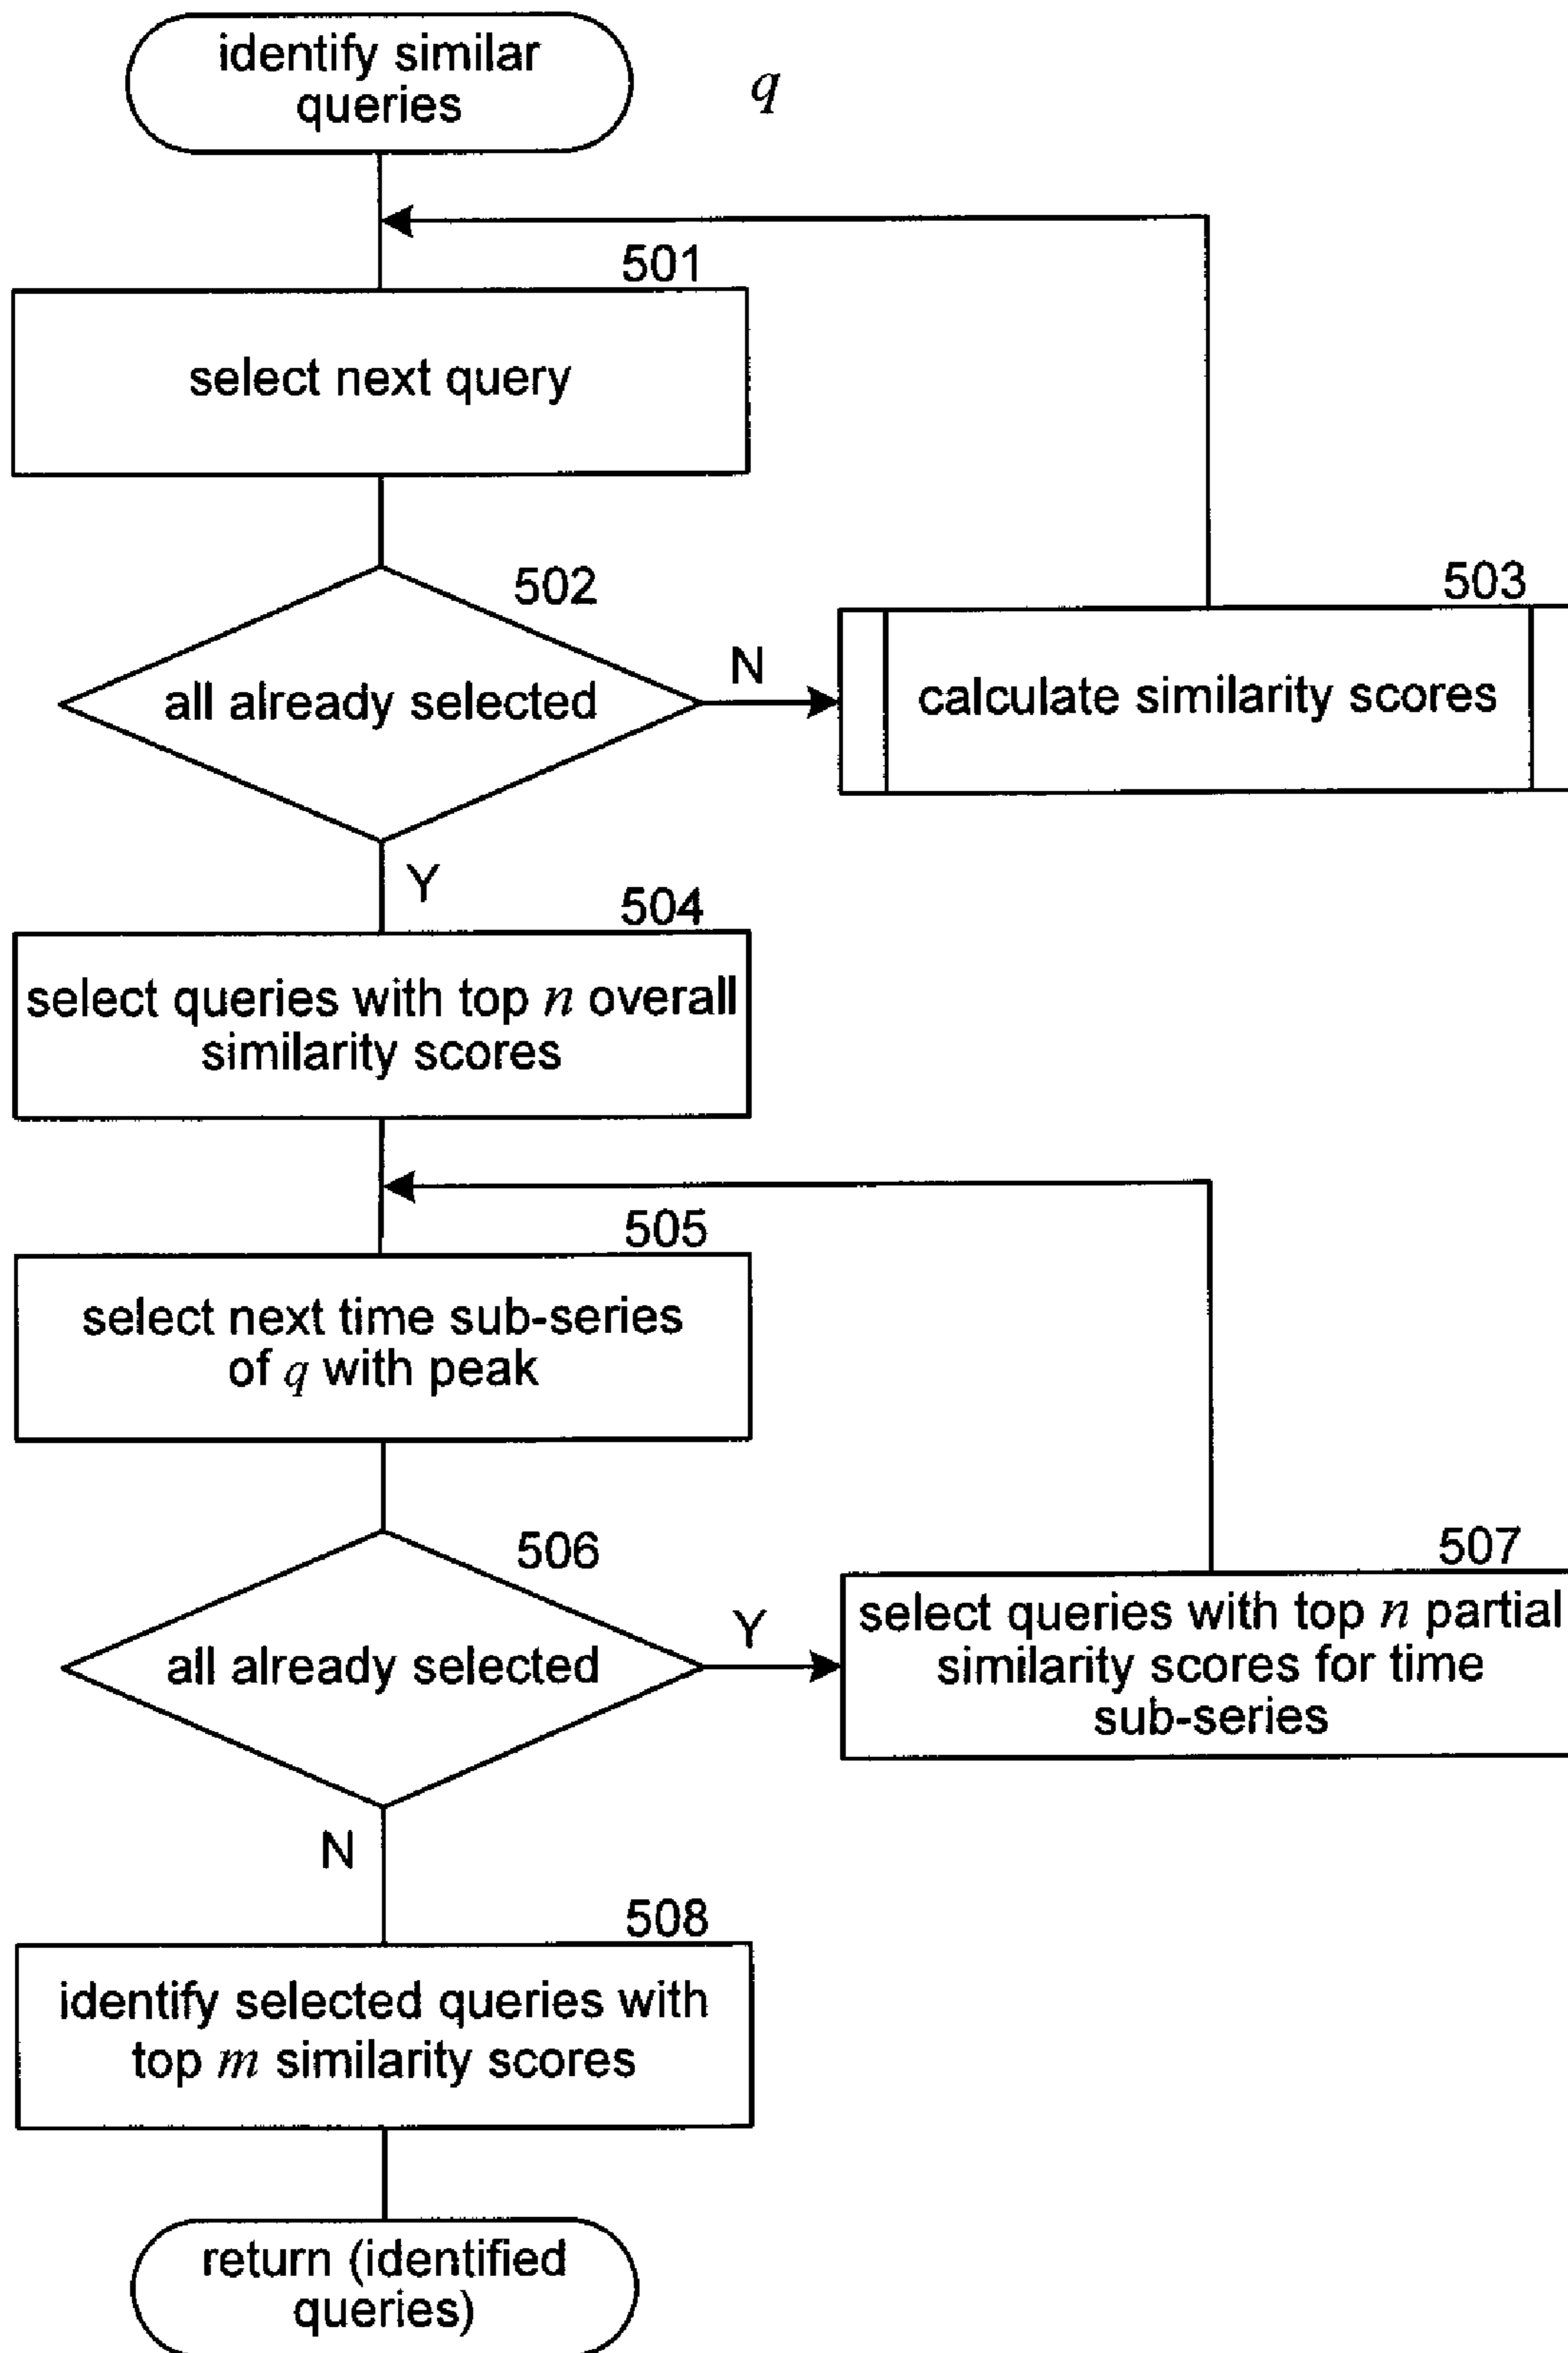 identify similar
queries
q
501
select next query
502
all already selected
N
503
calculate similarity scores
Y
504
select queries with top n overall
similarity scores
505
select next time sub-series
of q with peak
506
all already selected
Y
507
select queries with top n partial
similarity scores for time
sub-series
N
508
identify selected queries with
top m similarity scores
return (identified
queries)